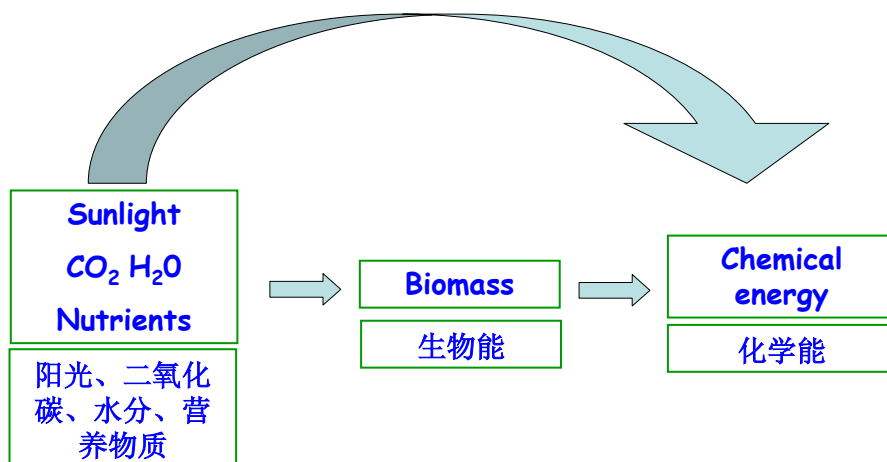 Sunlight
CO₂ H₂0
Nutrients
阳光、二氧化
碳、水分、营
养物质
Biomass
生物能
Chemical
energy
化学能